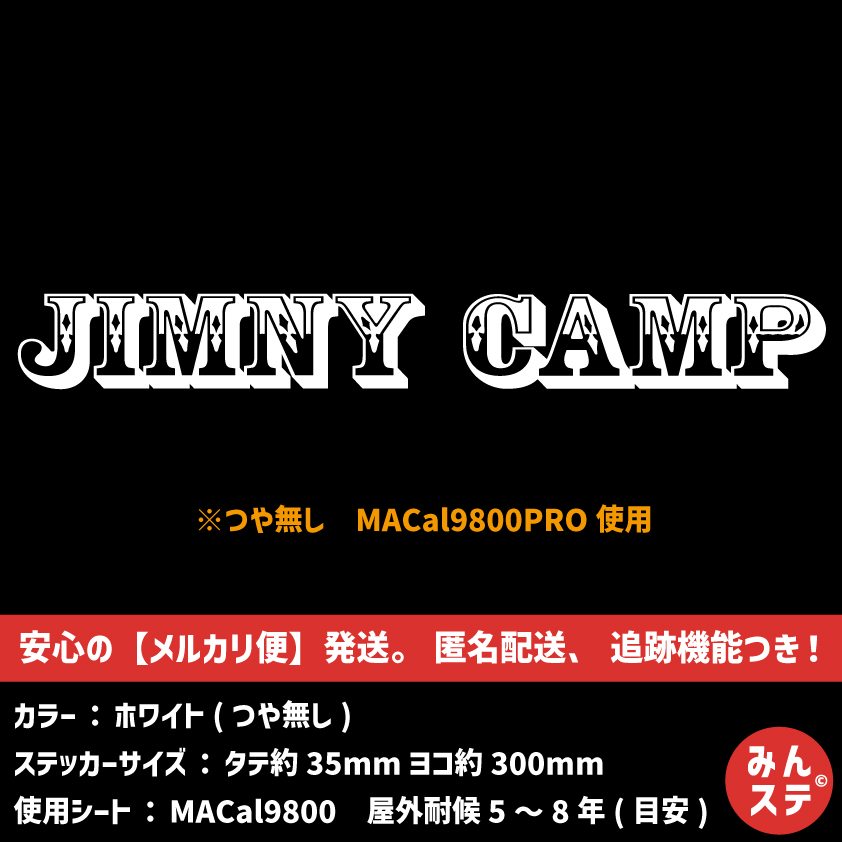 JIMNY CAMP
※つや無し　MACal9800PRO 使用
安心の【メルカリ便】発送。 匿名配送、 追跡機能つき！
カラー ： ホワイト ( つや無し )
ステッカーサイズ ： タテ約 35mm ヨコ約 300mm
使用シート ： MACal9800　屋外耐候 5 〜 8 年 ( 目安 )
みん
ステ©